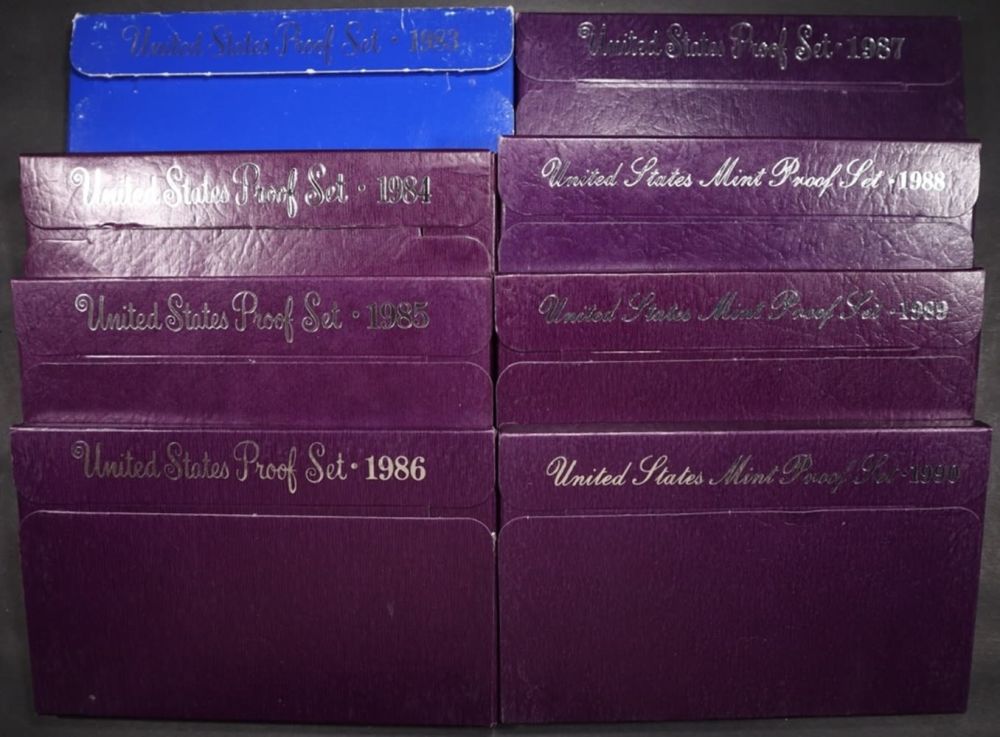 United States Proof Set · 1983
United States Proof Set · 1984
United States Proof Set · 1985
United States Proof Set · 1986
United States Proof Set · 1987
United States Mint Proof Set · 1988
United States Mint Proof Set · 1989
United States Mint Proof Set · 1990